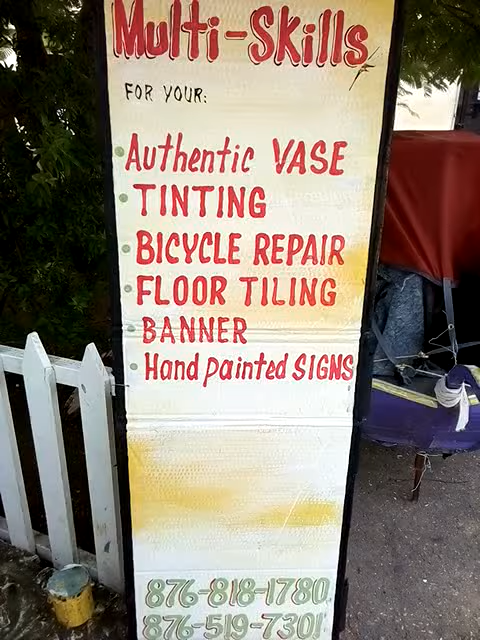 Multi-Skills
FOR YOUR:
Authentic VASE
TINTING
BICYCLE REPAIR
FLOOR TILING
BANNER
Hand painted SIGNS
876-818-1780
876-519-7301